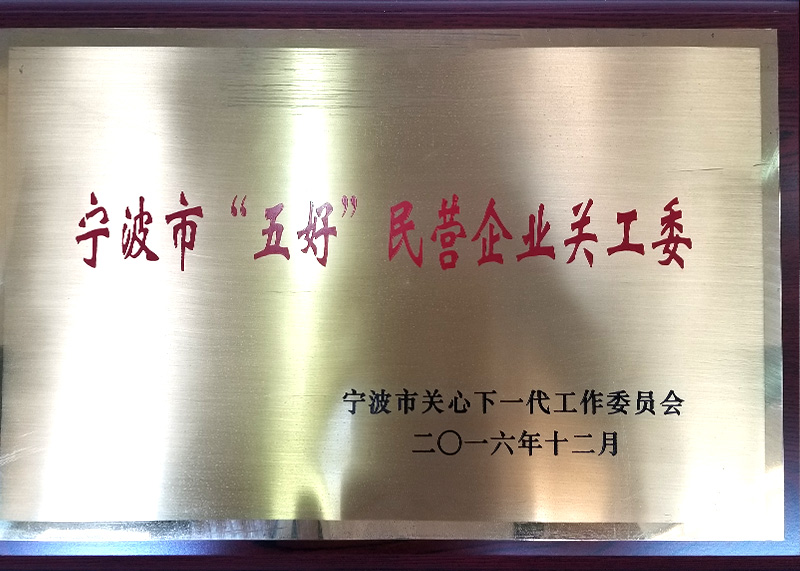 宁波市“五好”民营企业关工委
宁波市关心下一代工作委员会
二〇一六年十二月